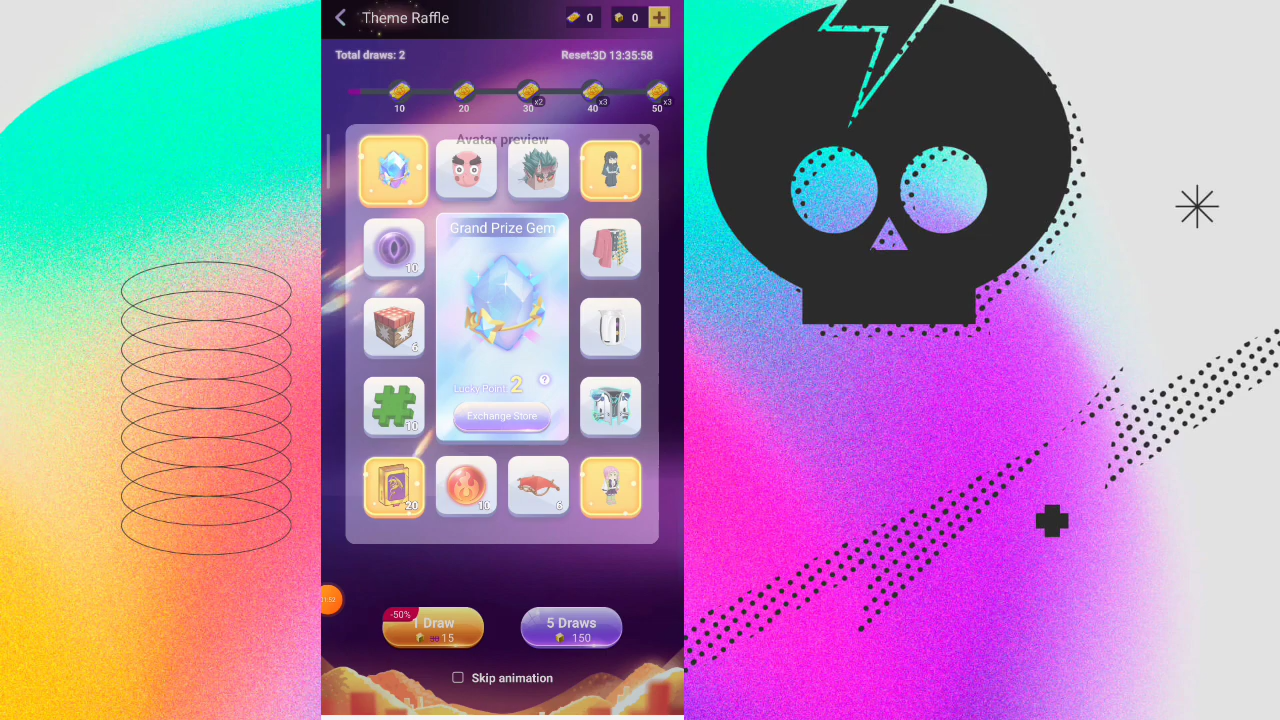 Theme Raffle
0
0
Total draws: 2
Reset:3D 13:35:58
x2
x3
x3
10
20
30
40
50
Avatar preview
Grand Prize Gem
10
6
Lucky Point: 2 ?
10
Exchange Store
20
10
6
-50%
1 Draw
5 Draws
30 15
150
Skip animation